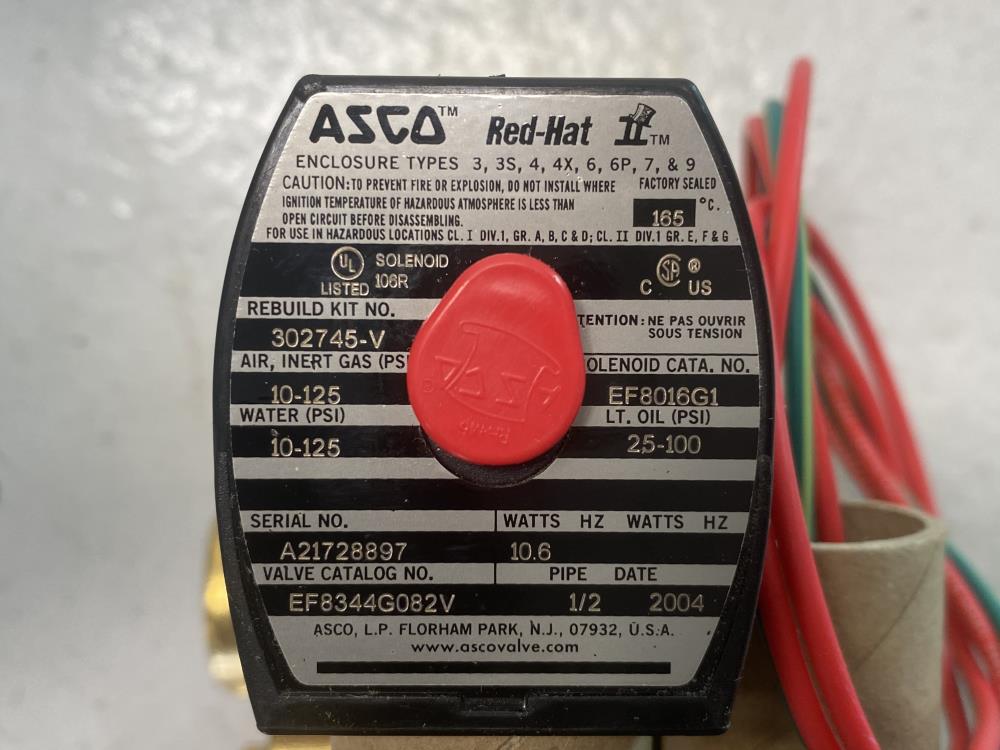 ASCO™ Red-Hat II™
ENCLOSURE TYPES 3, 3S, 4, 4X, 6, 6P, 7, & 9
CAUTION: TO PREVENT FIRE OR EXPLOSION, DO NOT INSTALL WHERE
IGNITION TEMPERATURE OF HAZARDOUS ATMOSPHERE IS LESS THAN
OPEN CIRCUIT BEFORE DISASSEMBLING.
FACTORY SEALED
165 °C.
FOR USE IN HAZARDOUS LOCATIONS CL. I DIV.1, GR. A, B, C & D; CL. II DIV.1 GR. E, F & G
UL LISTED
SOLENOID
106R
C SA ® US
REBUILD KIT NO.
TENTION: NE PAS OUVRIR
SOUS TENSION
302745-V
AIR, INERT GAS (PSI
OLENOID CATA. NO.
10-125
EF8016G1
WATER (PSI)
LT. OIL (PSI)
10-125
25-100
SERIAL NO.
WATTS HZ WATTS HZ
A21728897
10.6
VALVE CATALOG NO.
PIPE DATE
EF8344G082V
1/2 2004
ASCO, L.P. FLORHAM PARK, N.J., 07932, U.S.A.
www.ascovalve.com